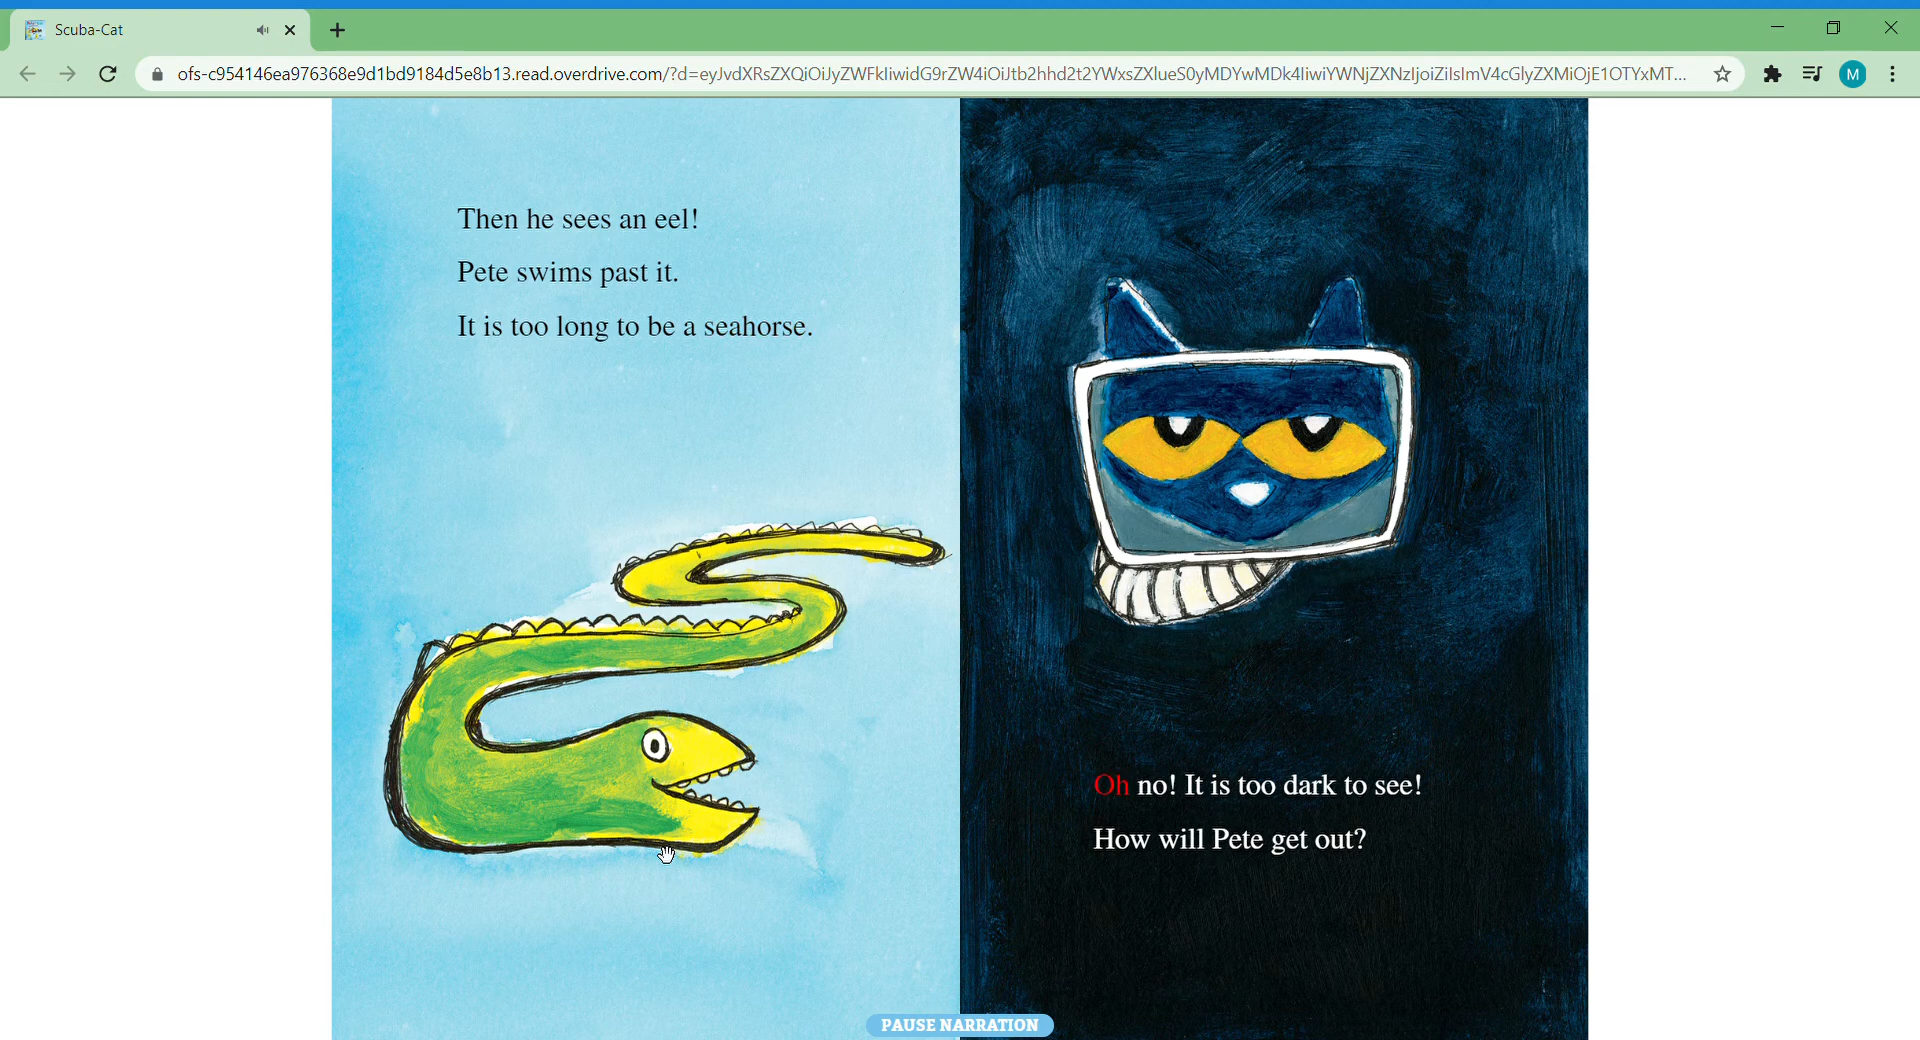 Scuba-Cat
ofs-c954146ea976368e9d1bd9184d5e8b13.read.overdrive.com/?d=
M
Then he sees an eel!
Pete swims past it.
It is too long to be a seahorse.
Oh no! It is too dark to see!
How will Pete get out?
PAUSE NARRATION